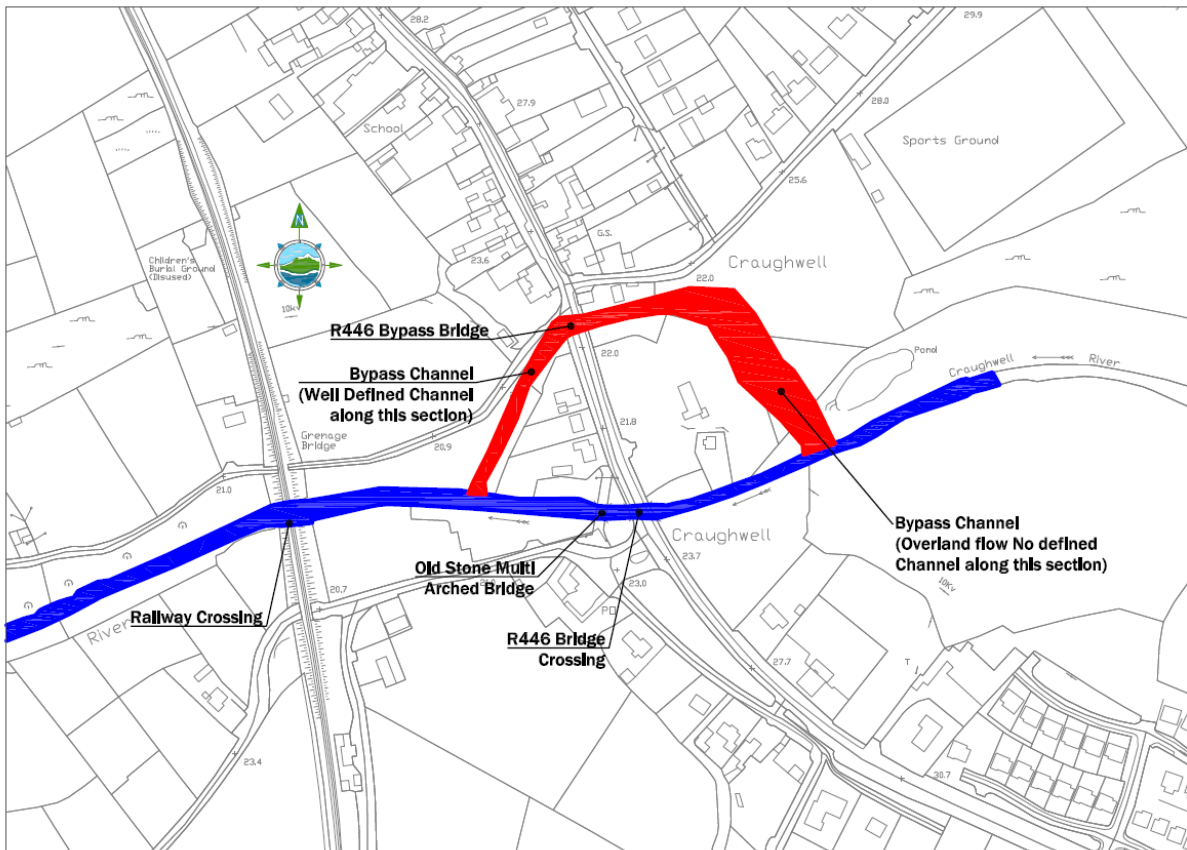 28.2
29.9
27.9
28.0
School
Sports Ground
25.6
N
G.S.
Children's
Burial Ground
(Disused)
23.6
Craughwell
22.0
10kv
R446 Bypass Bridge
22.0
Pond
Craughwell
River
Bypass Channel
(Well Defined Channel
along this section)
21.8
Grenage
Bridge
20.9
21.0
Bypass Channel
(Overland flow No defined
Channel along this section)
Craughwell
Old Stone Multi
Arched Bridge
23.7
23.0
10Kv
20.7
PO
River
Railway Crossing
R446 Bridge
Crossing
27.7
T
23.4
30.7